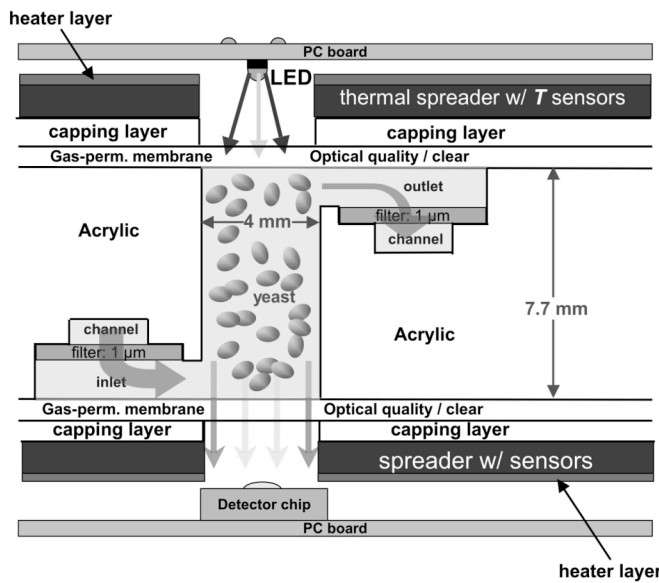 heater layer
PC board
LED
thermal spreader w/ T sensors
capping layer
capping layer
Gas-perm. membrane
Optical quality / clear
outlet
filter: 1 µm
channel
4 mm
Acrylic
yeast
7.7 mm
channel
filter: 1 µm
inlet
Acrylic
Gas-perm. membrane
Optical quality / clear
capping layer
capping layer
spreader w/ sensors
Detector chip
PC board
heater layer